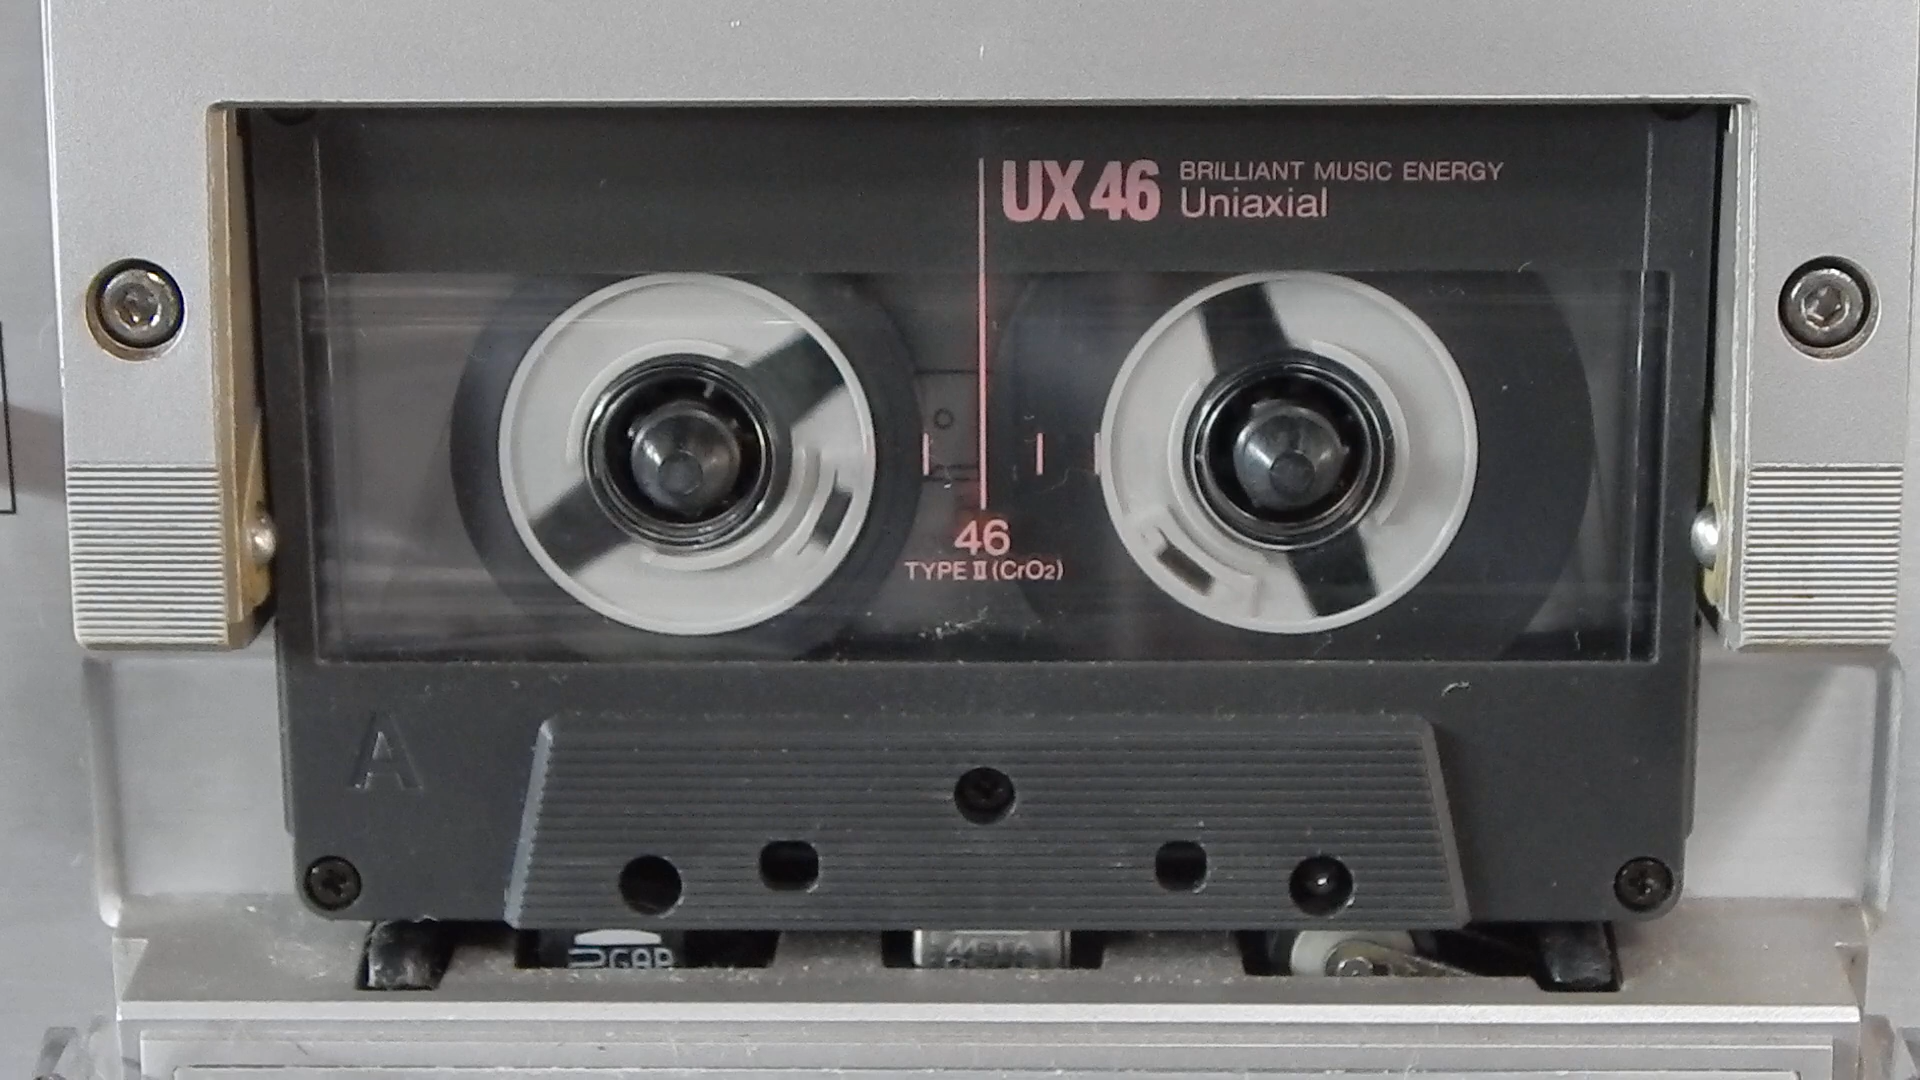 UX46 BRILLIANT MUSIC ENERGY
Uniaxial
46
TYPE II (CrO2)
A